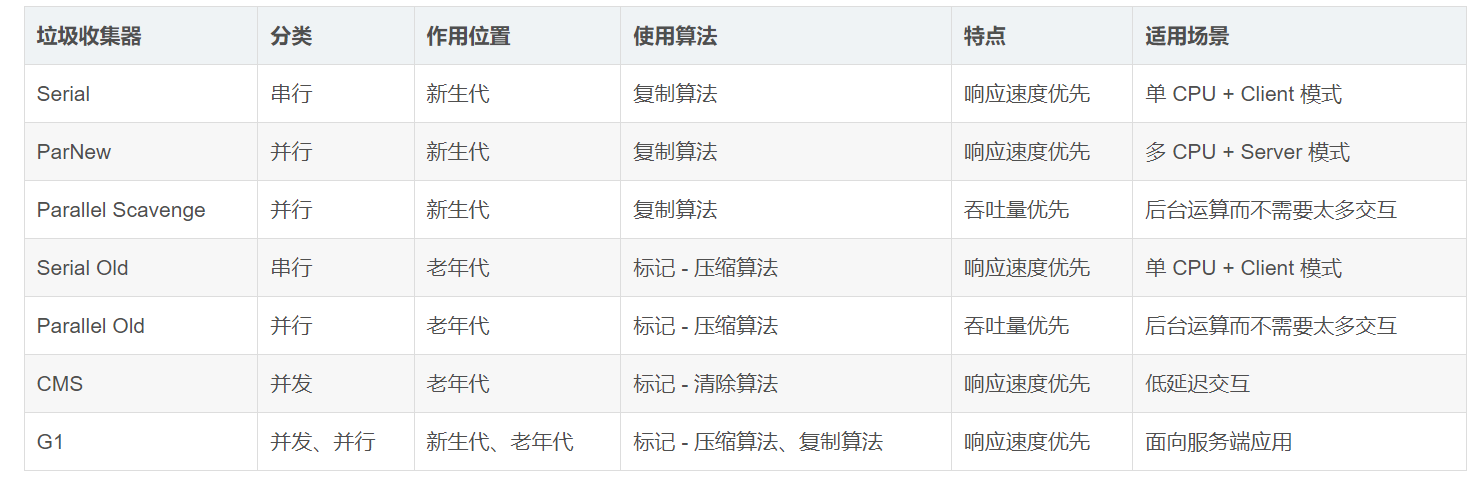 垃圾收集器 分类 作用位置 使用算法 特点 适用场景
Serial 串行 新生代 复制算法 响应速度优先 单 CPU + Client 模式
ParNew 并行 新生代 复制算法 响应速度优先 多 CPU + Server 模式
Parallel Scavenge 并行 新生代 复制算法 吞吐量优先 后台运算而不需要太多交互
Serial Old 串行 老年代 标记 - 压缩算法 响应速度优先 单 CPU + Client 模式
Parallel Old 并行 老年代 标记 - 压缩算法 吞吐量优先 后台运算而不需要太多交互
CMS 并发 老年代 标记 - 清除算法 响应速度优先 低延迟交互
G1 并发、并行 新生代、老年代 标记 - 压缩算法、复制算法 响应速度优先 面向服务端应用